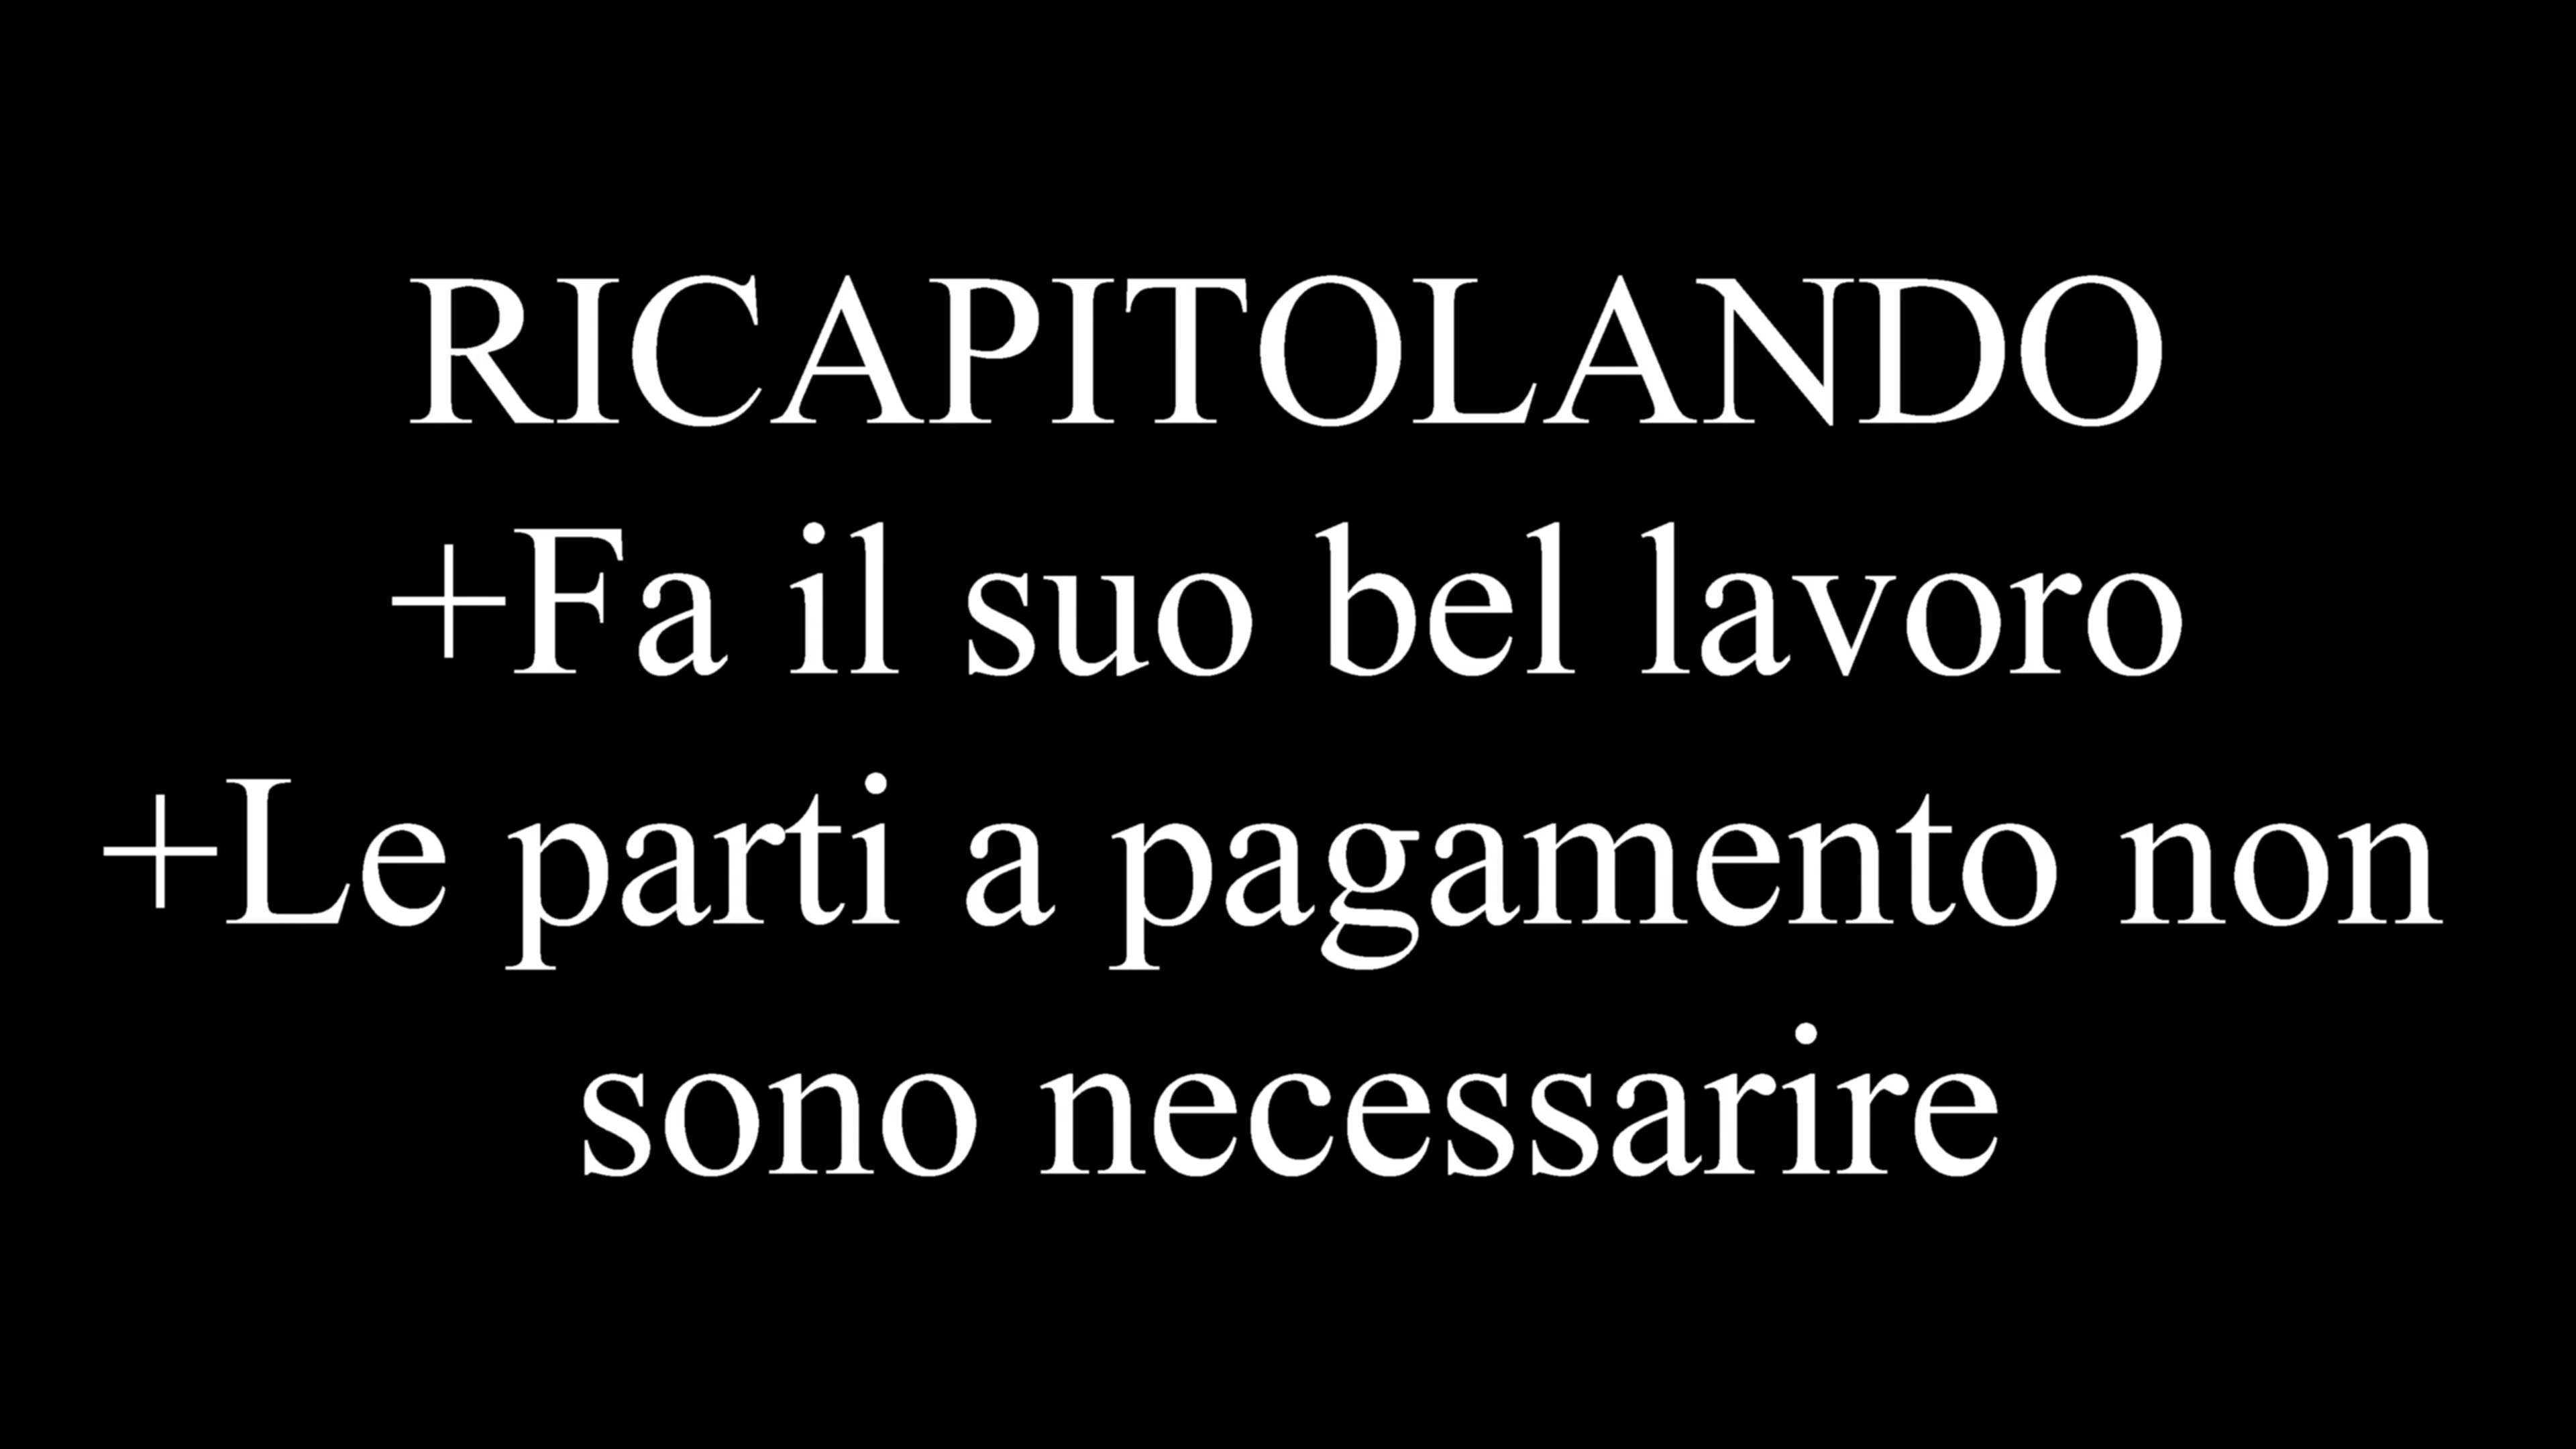 RICAPITOLANDO
+Fa il suo bel lavoro
+Le parti a pagamento non
sono necessarire